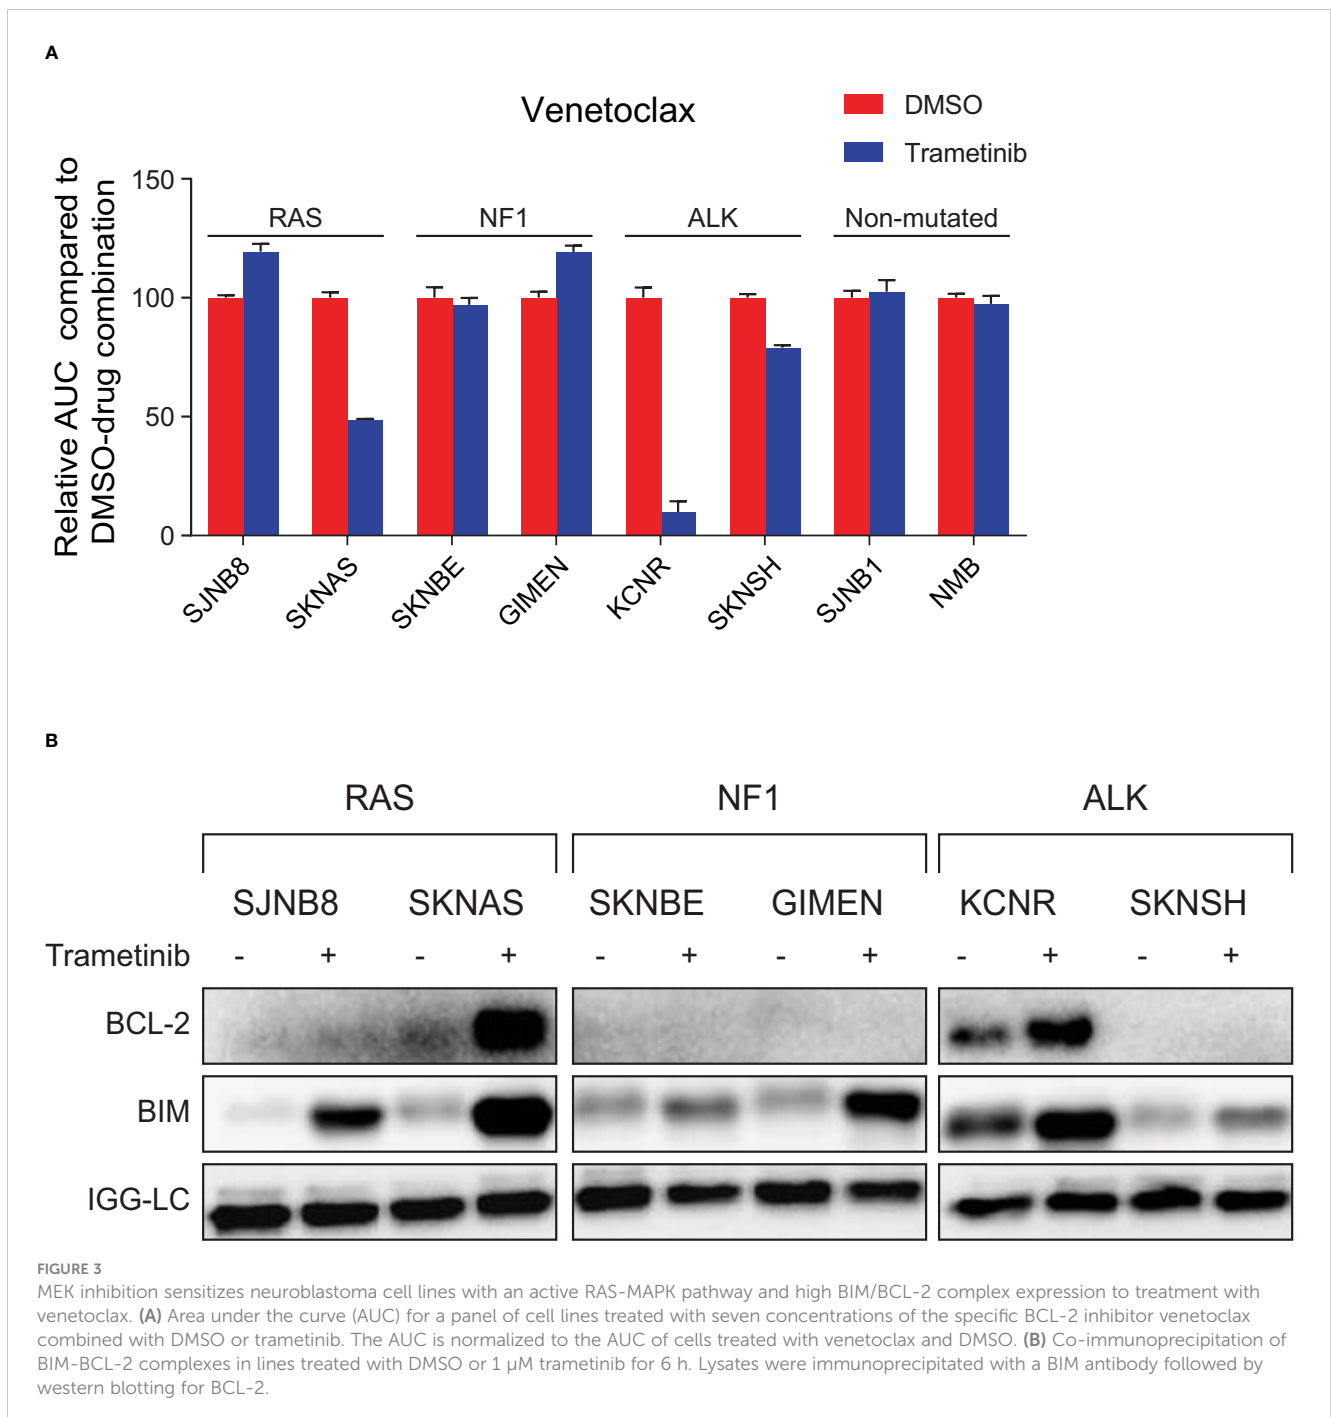 A
Venetoclax
DMSO
Trametinib
Relative AUC compared to
DMSO-drug combination
150
100
50
0
RAS NF1 ALK Non-mutated
SJNB8 SKNAS SKNBE GIMEN KCNR SKNSH SJNB1 NMB
B
RAS NF1 ALK
SJNB8 SKNAS SKNBE GIMEN KCNR SKNSH
Trametinib - + - + - + - + - + - +
BCL-2
BIM
IGG-LC
FIGURE 3
MEK inhibition sensitizes neuroblastoma cell lines with an active RAS-MAPK pathway and high BIM/BCL-2 complex expression to treatment with
venetoclax. (A) Area under the curve (AUC) for a panel of cell lines treated with seven concentrations of the specific BCL-2 inhibitor venetoclax
combined with DMSO or trametinib. The AUC is normalized to the AUC of cells treated with venetoclax and DMSO. (B) Co-immunoprecipitation of
BIM-BCL-2 complexes in lines treated with DMSO or 1 µM trametinib for 6 h. Lysates were immunoprecipitated with a BIM antibody followed by
western blotting for BCL-2.